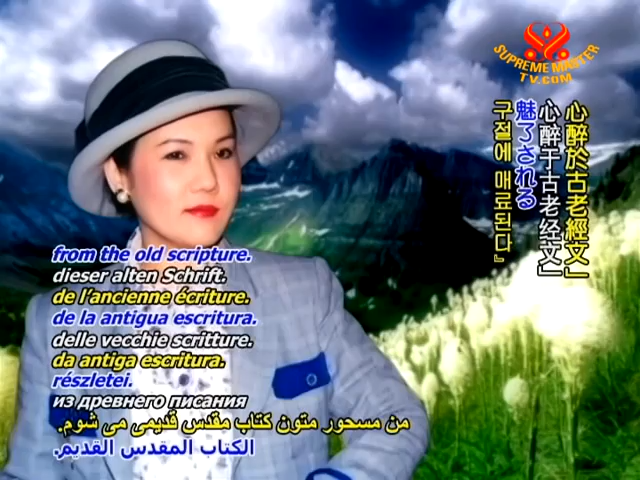 SUPREME MASTER
TV.COM
心醉於古老經文」
心醉于古老经文」
魅了される
구절에 매료된다』
from the old scripture.
dieser alten Schrift.
de l'ancienne écriture.
de la antigua escritura.
delle vecchie scritture.
da antiga escritura.
részletei.
из древнего писания
من مسحور متون کتاب مقدس قدیمی می شوم.
الكتاب المقدس القديم.